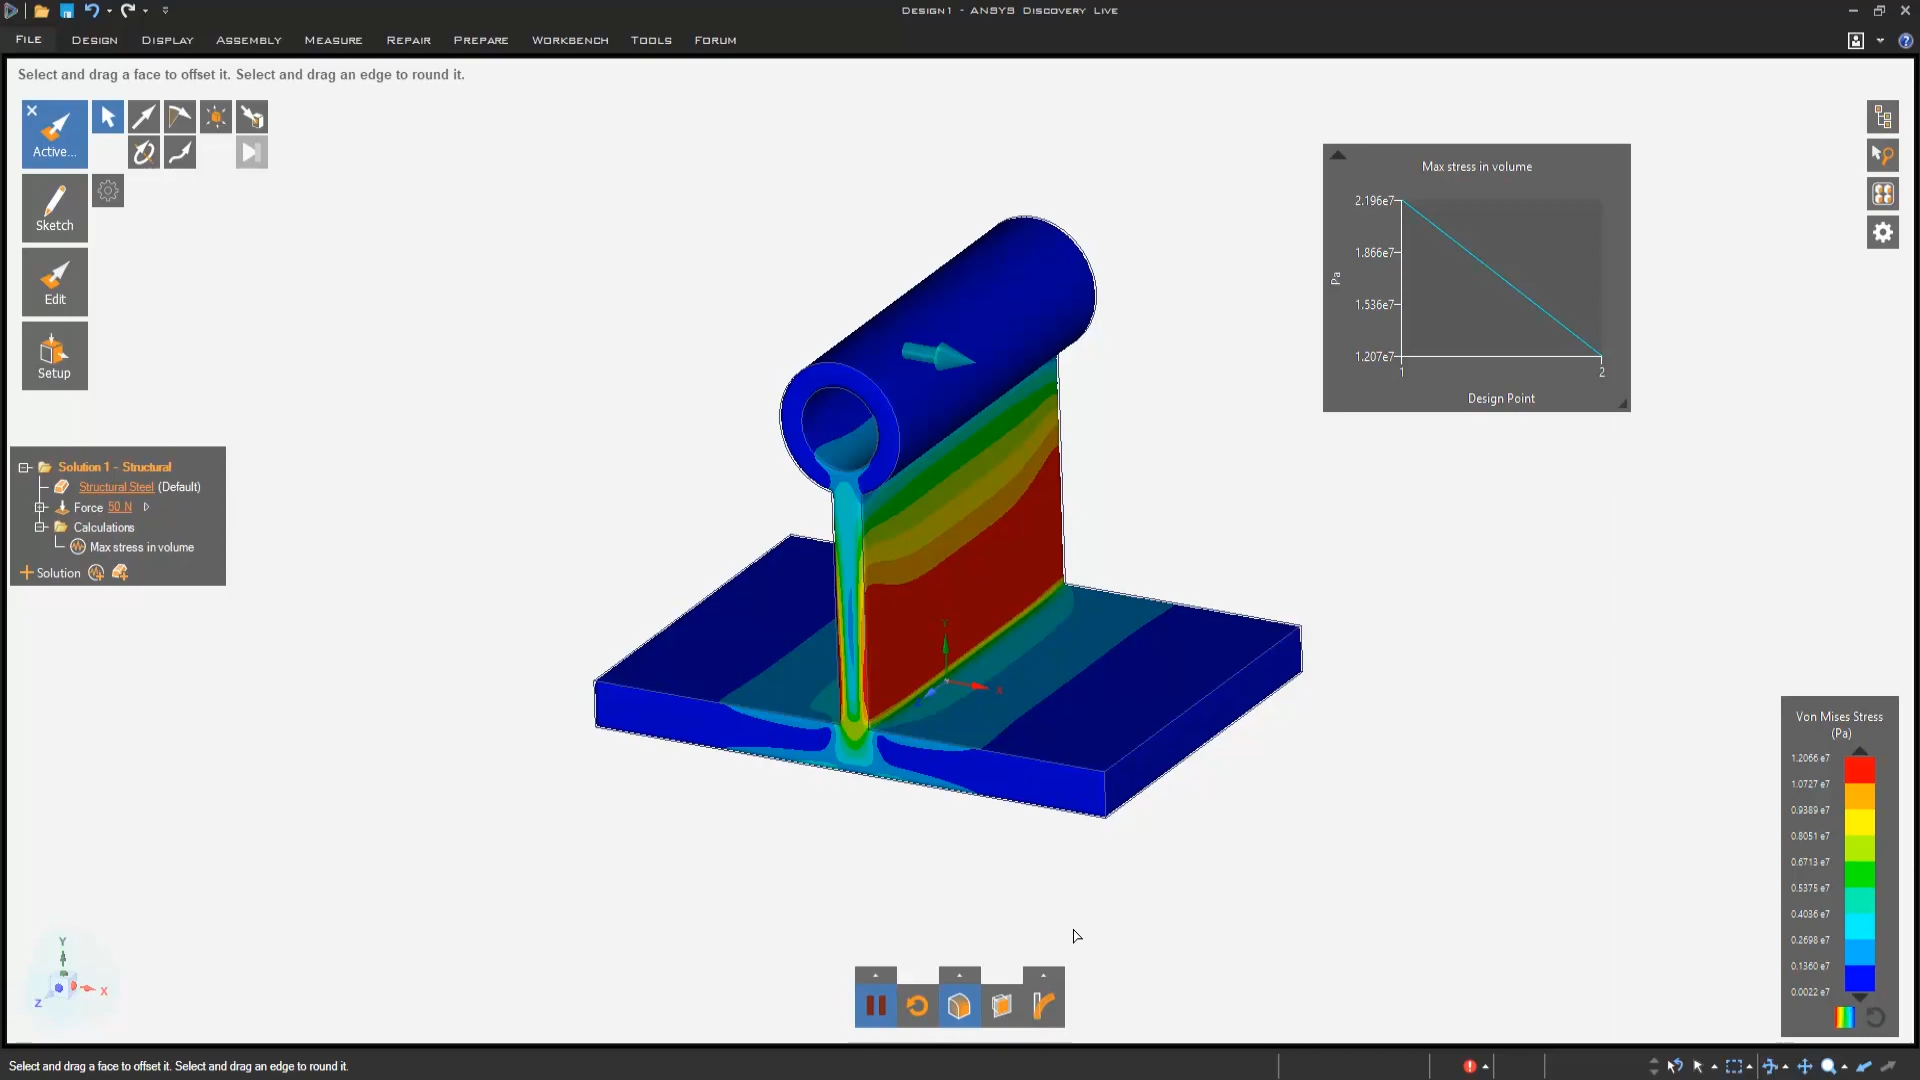 Design1 - ANSYS Discovery Live
FILE DESIGN DISPLAY ASSEMBLY MEASURE REPAIR PREPARE WORKBENCH TOOLS FORUM
Select and drag a face to offset it. Select and drag an edge to round it.
Active...
Sketch
Edit
Setup
Max stress in volume
2.196e7
1.866e7
1.536e7
1.207e7
Pa
1 2
Design Point
Solution 1 - Structural
Structural Steel (Default)
Force 50 N
Calculations
Max stress in volume
Solution
Y
X
Von Mises Stress
(Pa)
1.2066 e7
1.0727 e7
0.9389 e7
0.8051 e7
0.6713 e7
0.5375 e7
0.4036 e7
0.2698 e7
0.1360 e7
0.0022 e7
Y
X
Z
Select and drag a face to offset it. Select and drag an edge to round it.